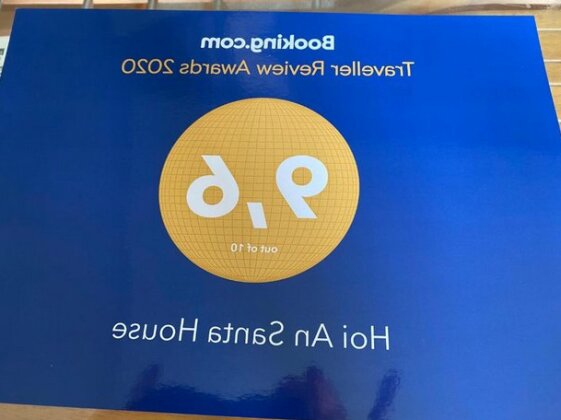 Booking.com
Traveller Review Awards 2020
9,6
out of 10
Hoi An Santa House